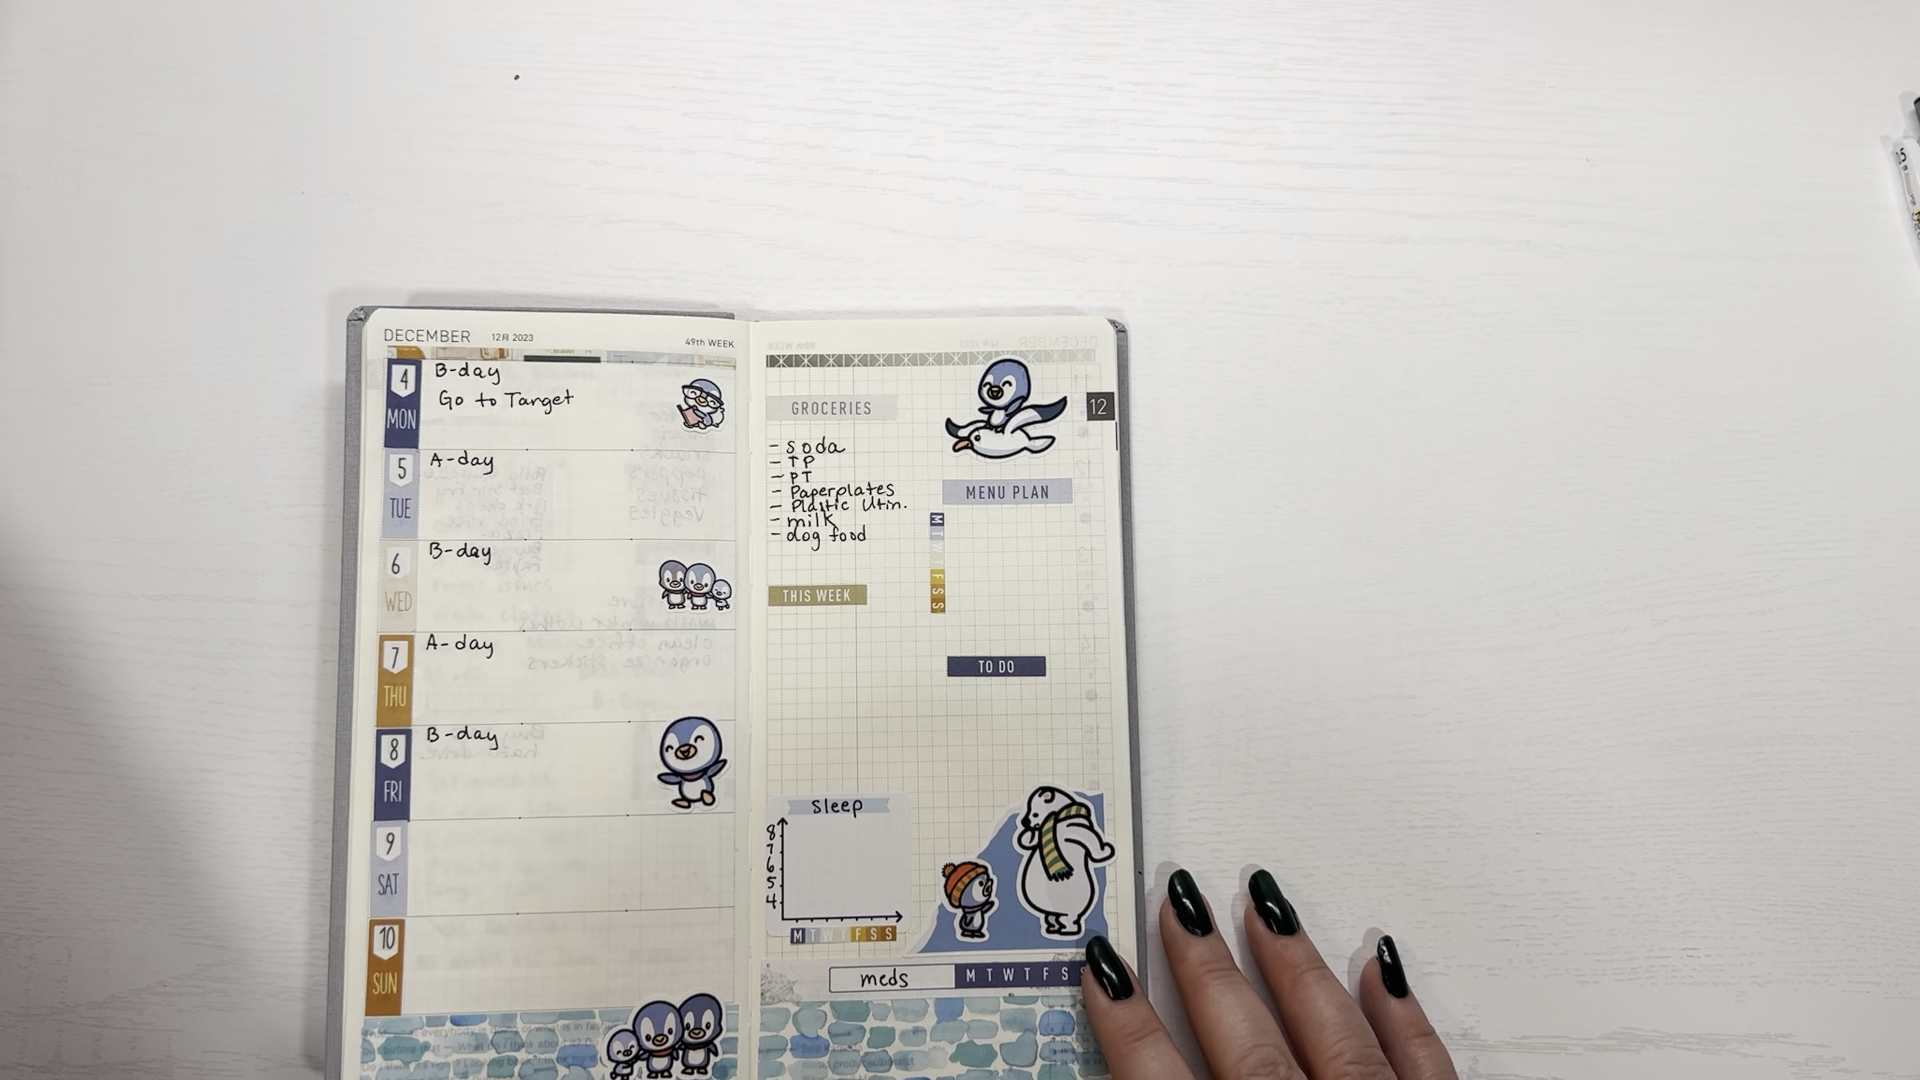 DECEMBER 12月 2023 49th WEEK
4 MON B-day
Go to Target
5 TUE A-day
6 WED B-day
7 THU A-day
8 FRI B-day
9 SAT
10 SUN
12
GROCERIES
- soda
- TP
- PT
- Paperplates
- Plastic Utin.
- milk
- dog food
MENU PLAN
M
T
W
T
F
S
S
THIS WEEK
TO DO
Sleep
8
7
6
5
4
M T W T F S S
meds M T W T F S S